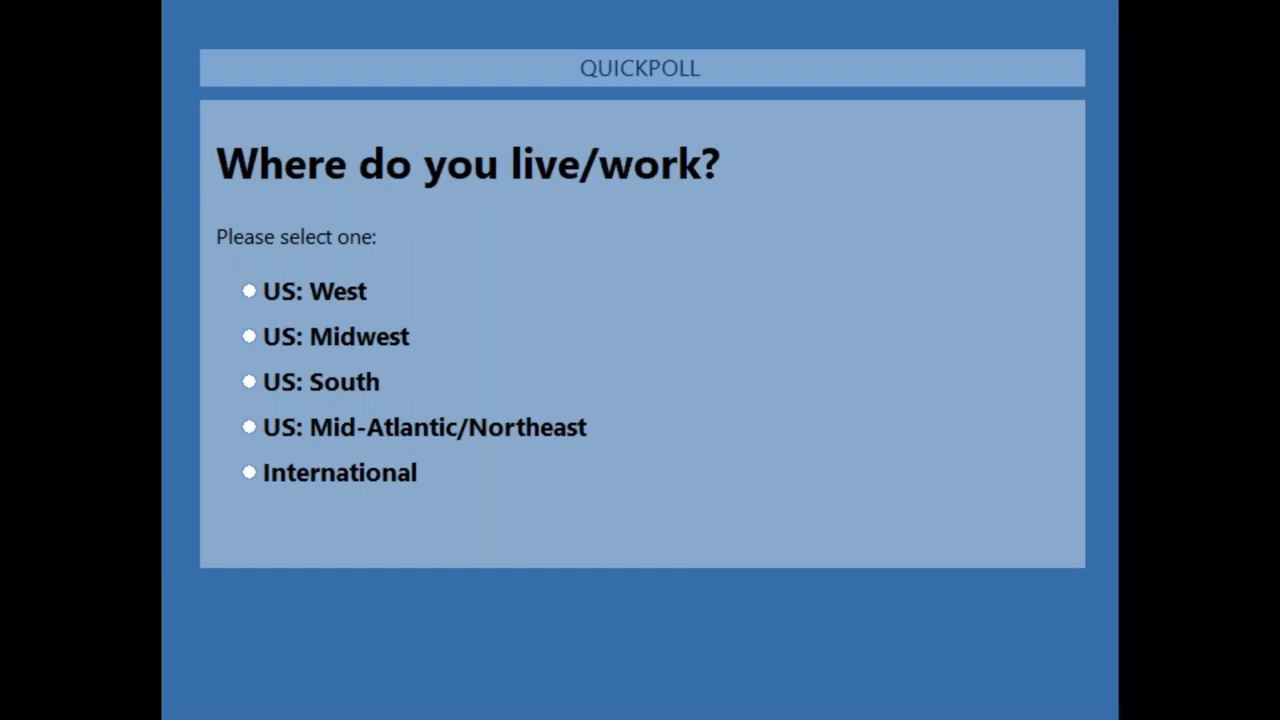 QUICKPOLL
Where do you live/work?
Please select one:
US: West
US: Midwest
US: South
US: Mid-Atlantic/Northeast
International